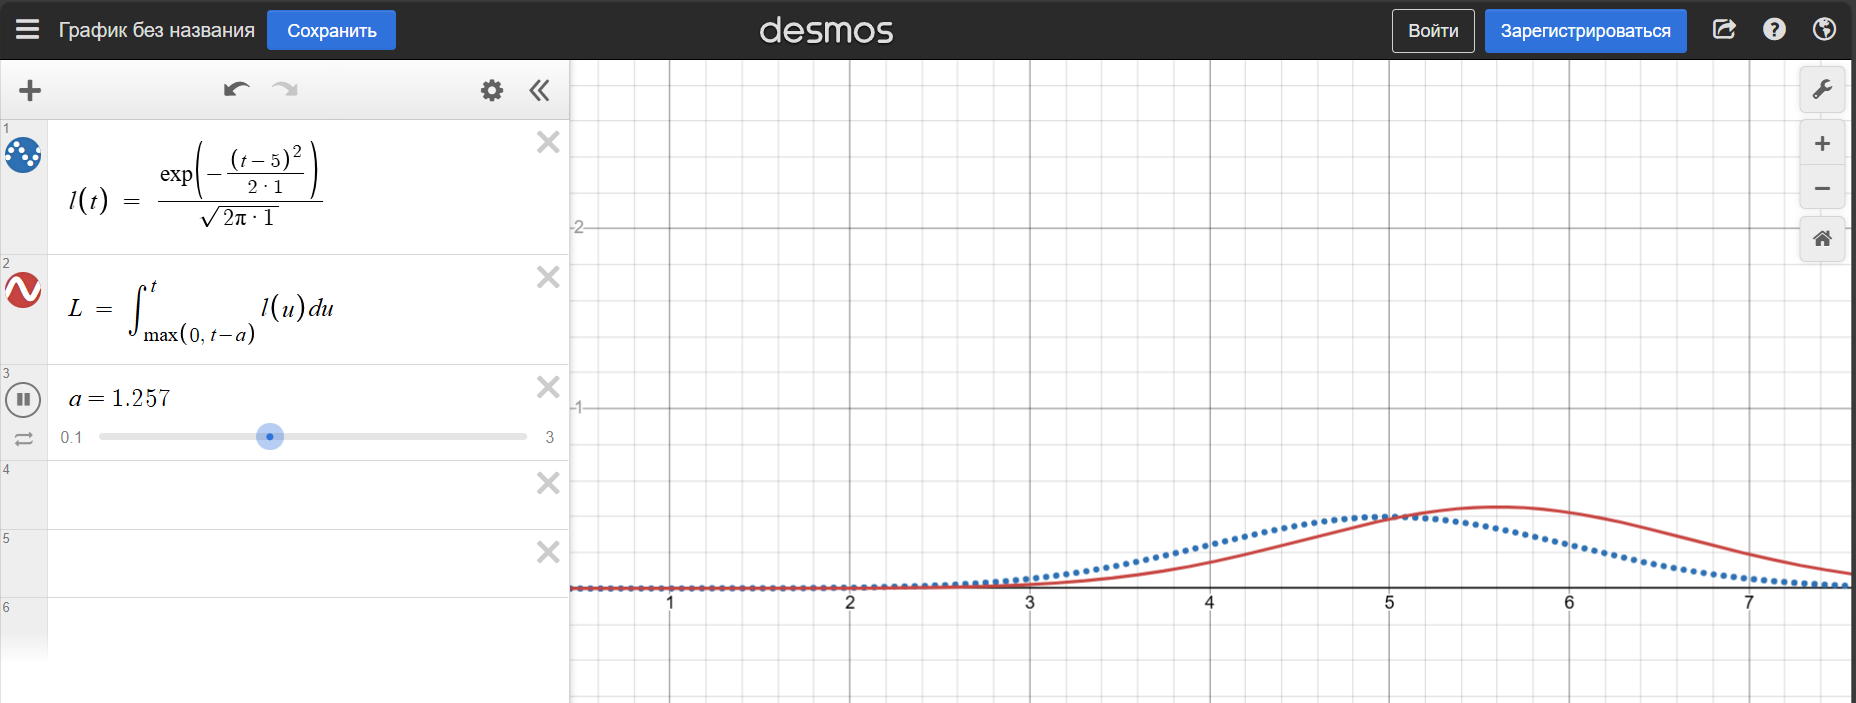 График без названия
Сохранить
desmos
Войти
Зарегистрироваться
?
1
l(t) = exp(−(t−5)²/(2·1))/√(2π·1)
2
L = ∫_{max(0, t−a)}^{t} l(u) du
3
a = 1.257
0.1
3
4
5
6
2
1
1 2 3 4 5 6 7
+
−